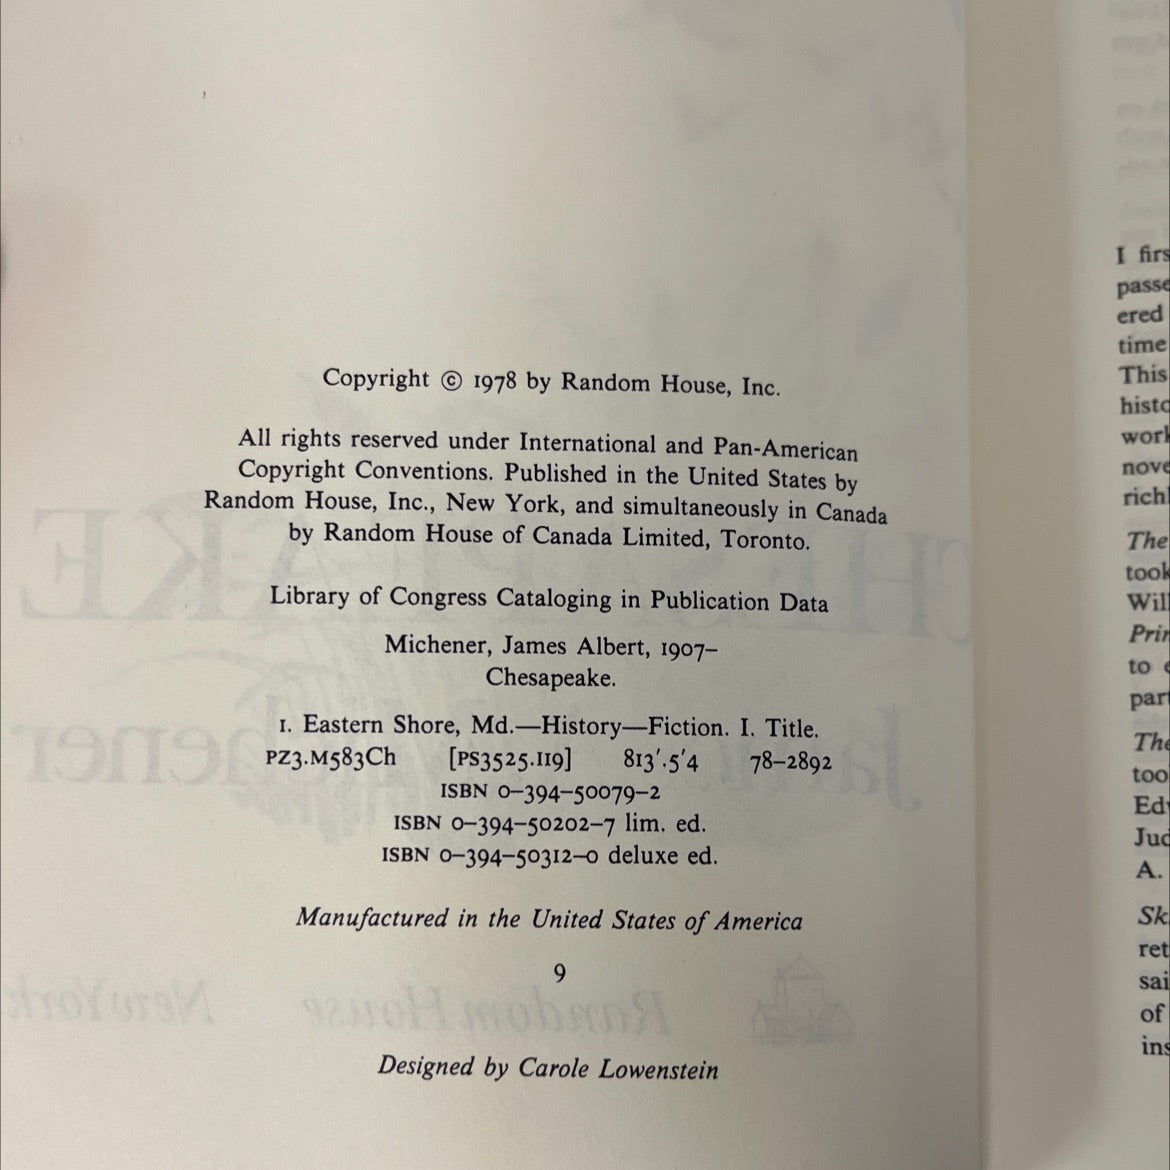 Copyright © 1978 by Random House, Inc.
All rights reserved under International and Pan-American
Copyright Conventions. Published in the United States by
Random House, Inc., New York, and simultaneously in Canada
by Random House of Canada Limited, Toronto.
Library of Congress Cataloging in Publication Data
Michener, James Albert, 1907–
Chesapeake.
1. Eastern Shore, Md.—History—Fiction. I. Title.
PZ3.M583Ch [PS3525.I19] 813'.5'4 78–2892
ISBN 0–394–50079–2
ISBN 0–394–50202–7 lim. ed.
ISBN 0–394–50312–0 deluxe ed.
Manufactured in the United States of America
9
Designed by Carole Lowenstein
I firs
passe
ered
time
This
histo
work
nove
richl
The
took
Will
Prin
to e
part
The
too
Edw
Jud
A.
Sk
ret
sai
of
ins